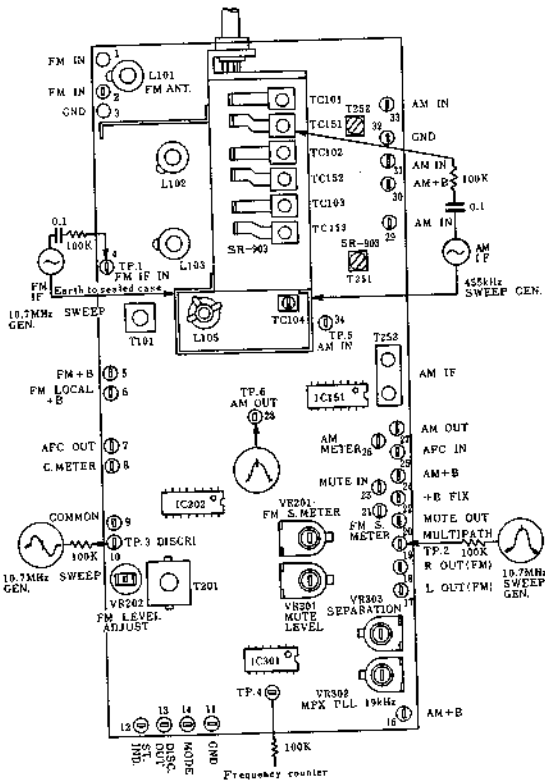 FM IN 1
L101
FM ANT.
FM IN 2
GND 3
L102
L103
TC101
TC151
TC102
TC152
TC103
TC153
SR-903
T252
32
33
AM IN
GND
31
AM IN
30
AM+B
29
AM IN
100K
0.1
AM
IF
455kHz
SWEEP GEN.
SR-903
T251
0.1
100K
4
TP.1
FM IF IN
FM
IF
Earth to sealed case
10.7MHz
GEN.
SWEEP
T101
L105
TC104
34
TP.5
AM IN
T253
AM IF
FM+B 5
FM LOCAL
+B 6
TP.6
AM OUT
28
IC151
AFC OUT 7
C.METER 8
AM
METER
26
27
AM OUT
AFC IN
25
AM+B
24
MUTE IN
23
+B FIX
22
IC202
VR201
FM S.METER
21
FM S.
METER
MUTE OUT
20
MULTIPATH
19
TP.2
100K
10.7MHz
SWEEP
GEN.
COMMON 9
TP.3 DISCRI
10
100K
10.7MHz
GEN.
SWEEP
VR202
FM LEVEL
ADJUST
T201
VR301
MUTE
LEVEL
R OUT(FM)
18
L OUT(FM)
17
VR303
SEPARATION
IC301
VR302
MPX PLL 19kHz
TP.4
16
AM+B
12
13
14
11
ST.
IND.
DISC.
OUT
MODE
GND
100K
Frequency counter